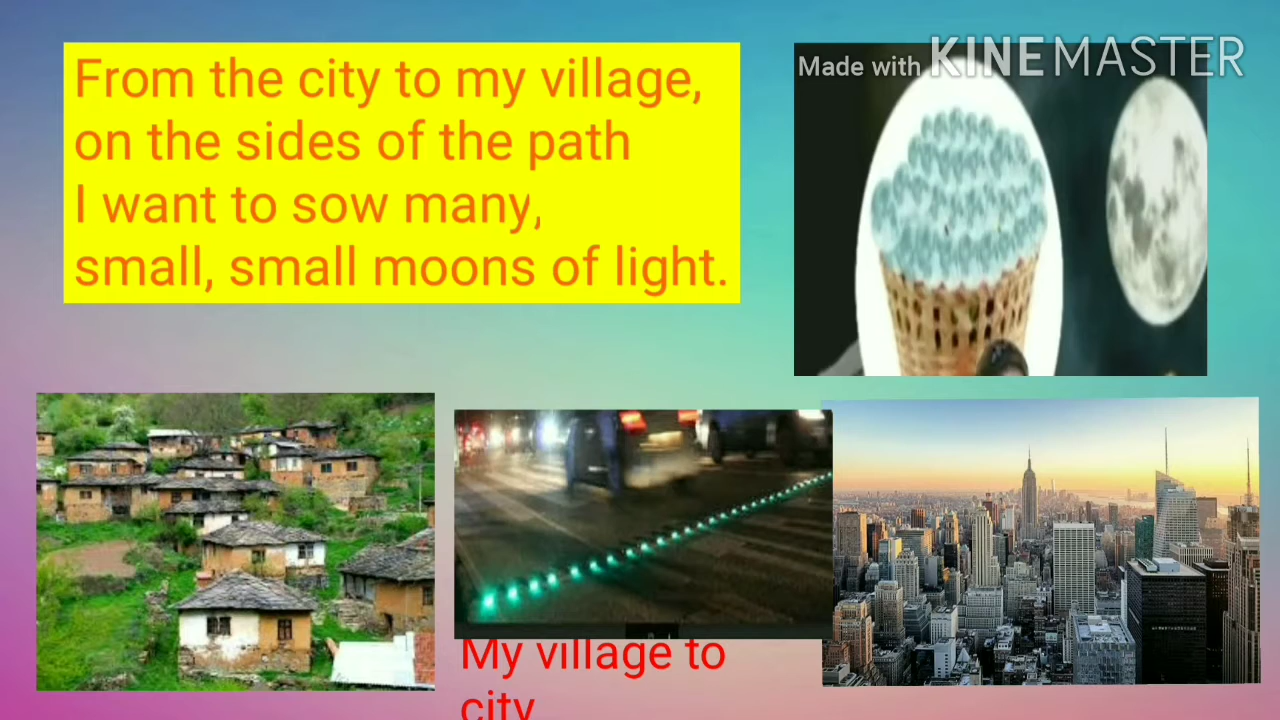 From the city to my village,
on the sides of the path
I want to sow many,
small, small moons of light.
Made with KINEMASTER
My village to
city